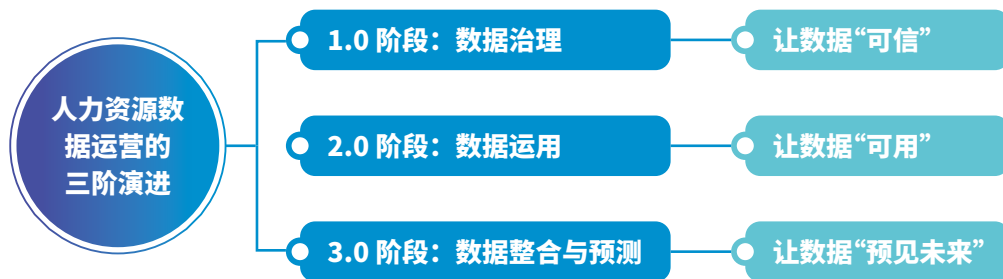 人力资源数
据运营的
三阶演进
1.0 阶段：数据治理
让数据“可信”
2.0 阶段：数据运用
让数据“可用”
3.0 阶段：数据整合与预测
让数据“预见未来”